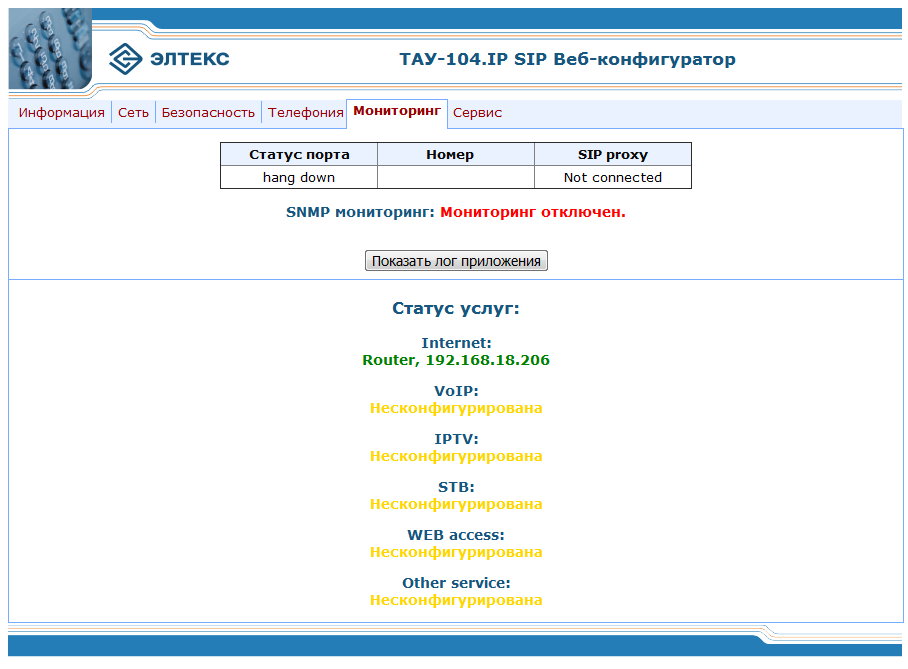 ЭЛТЕКС
ТАУ-104.IP SIP Веб-конфигуратор
Информация Сеть Безопасность Телефония Мониторинг Сервис
Статус порта Номер SIP proxy
hang down Not connected
SNMP мониторинг: Мониторинг отключен.
Показать лог приложения
Статус услуг:
Internet:
Router, 192.168.18.206
VoIP:
Несконфигурирована
IPTV:
Несконфигурирована
STB:
Несконфигурирована
WEB access:
Несконфигурирована
Other service:
Несконфигурирована